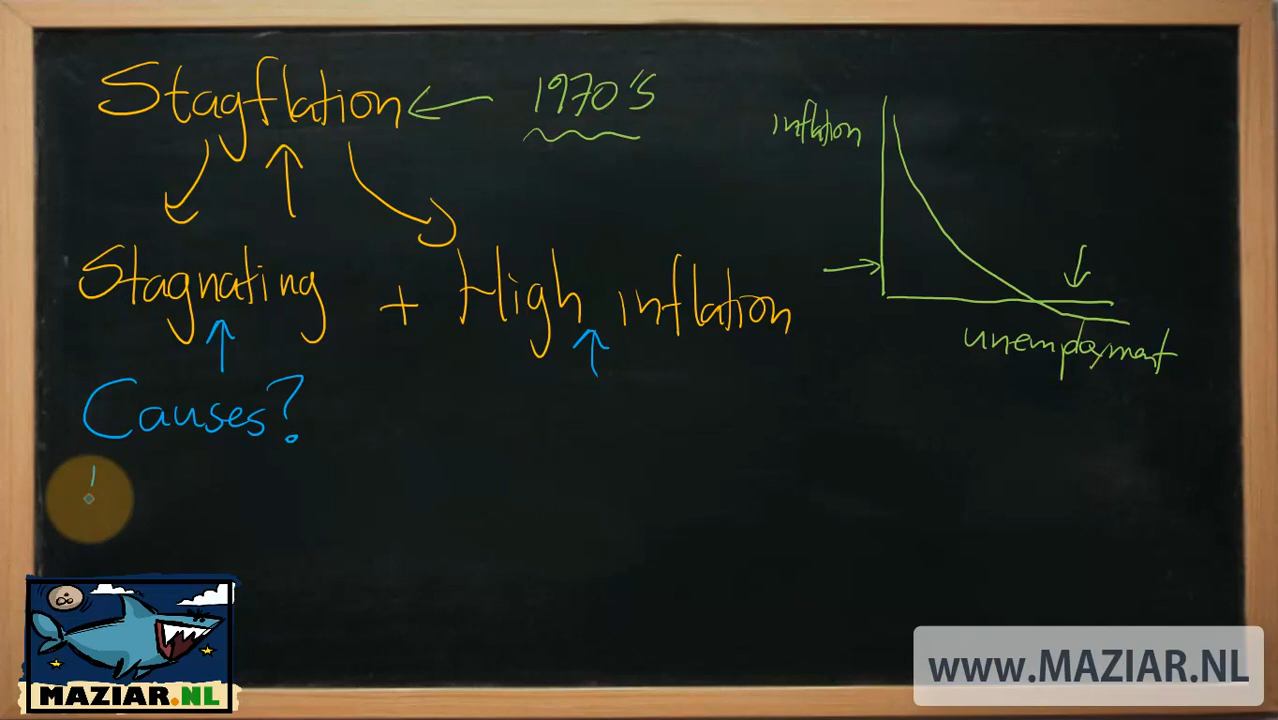 Stagflation
1970's
inflation
Stagnating + High inflation
unemployment
Causes?
MAZIAR.NL
www.MAZIAR.NL